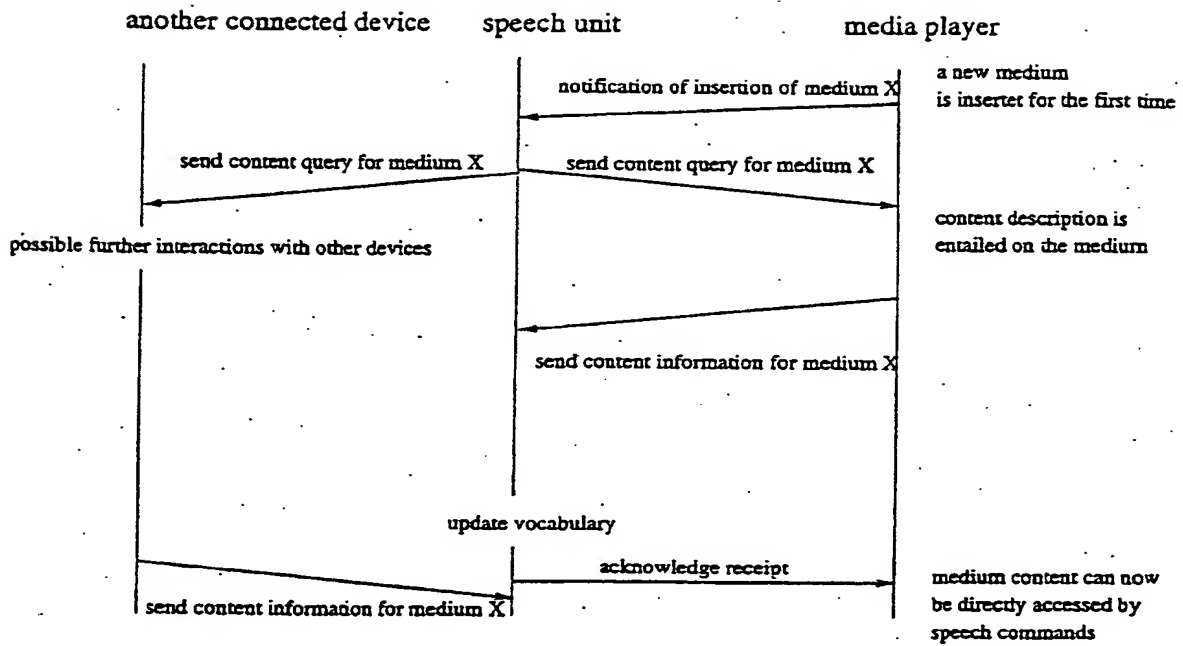 another connected device
speech unit
media player
notification of insertion of medium X
a new medium
is insertet for the first time
send content query for medium X
send content query for medium X
content description is
entailed on the medium
possible further interactions with other devices
send content information for medium X
update vocabulary
acknowledge receipt
medium content can now
be directly accessed by
speech commands
send content information for medium X